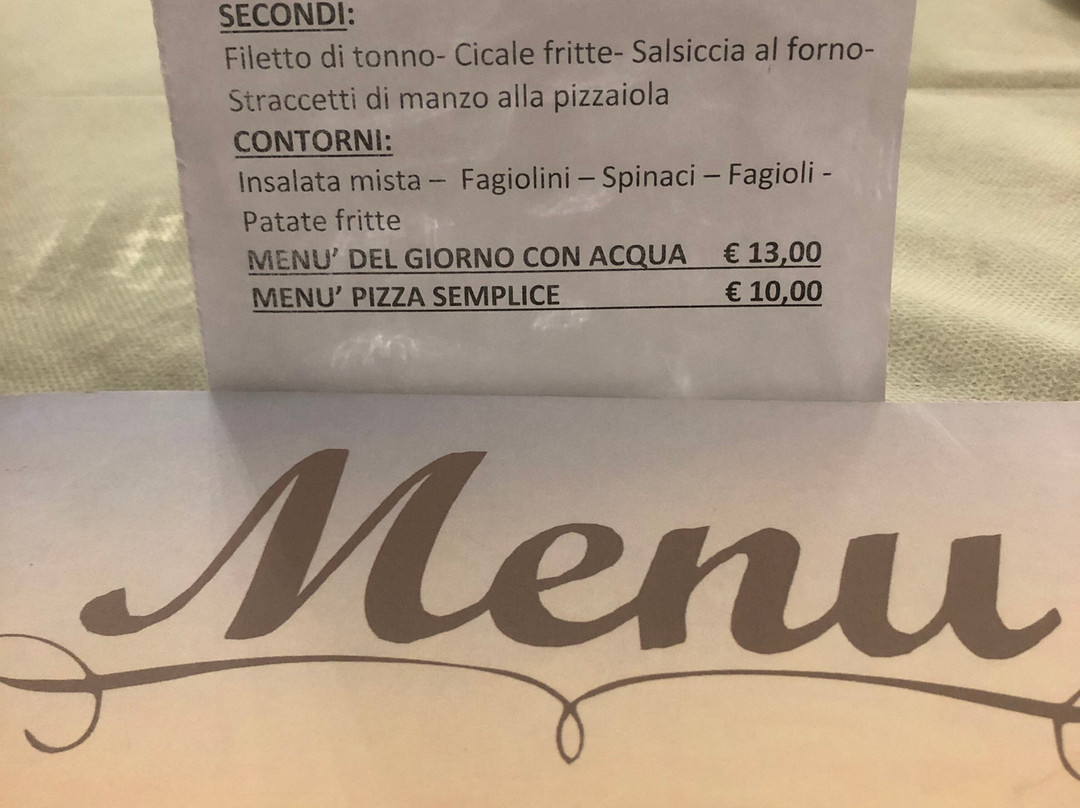 SECONDI:
Filetto di tonno- Cicale fritte- Salsiccia al forno-
Straccetti di manzo alla pizzaiola
CONTORNI:
Insalata mista – Fagiolini – Spinaci – Fagioli -
Patate fritte
MENU' DEL GIORNO CON ACQUA € 13,00
MENU' PIZZA SEMPLICE € 10,00
Menu